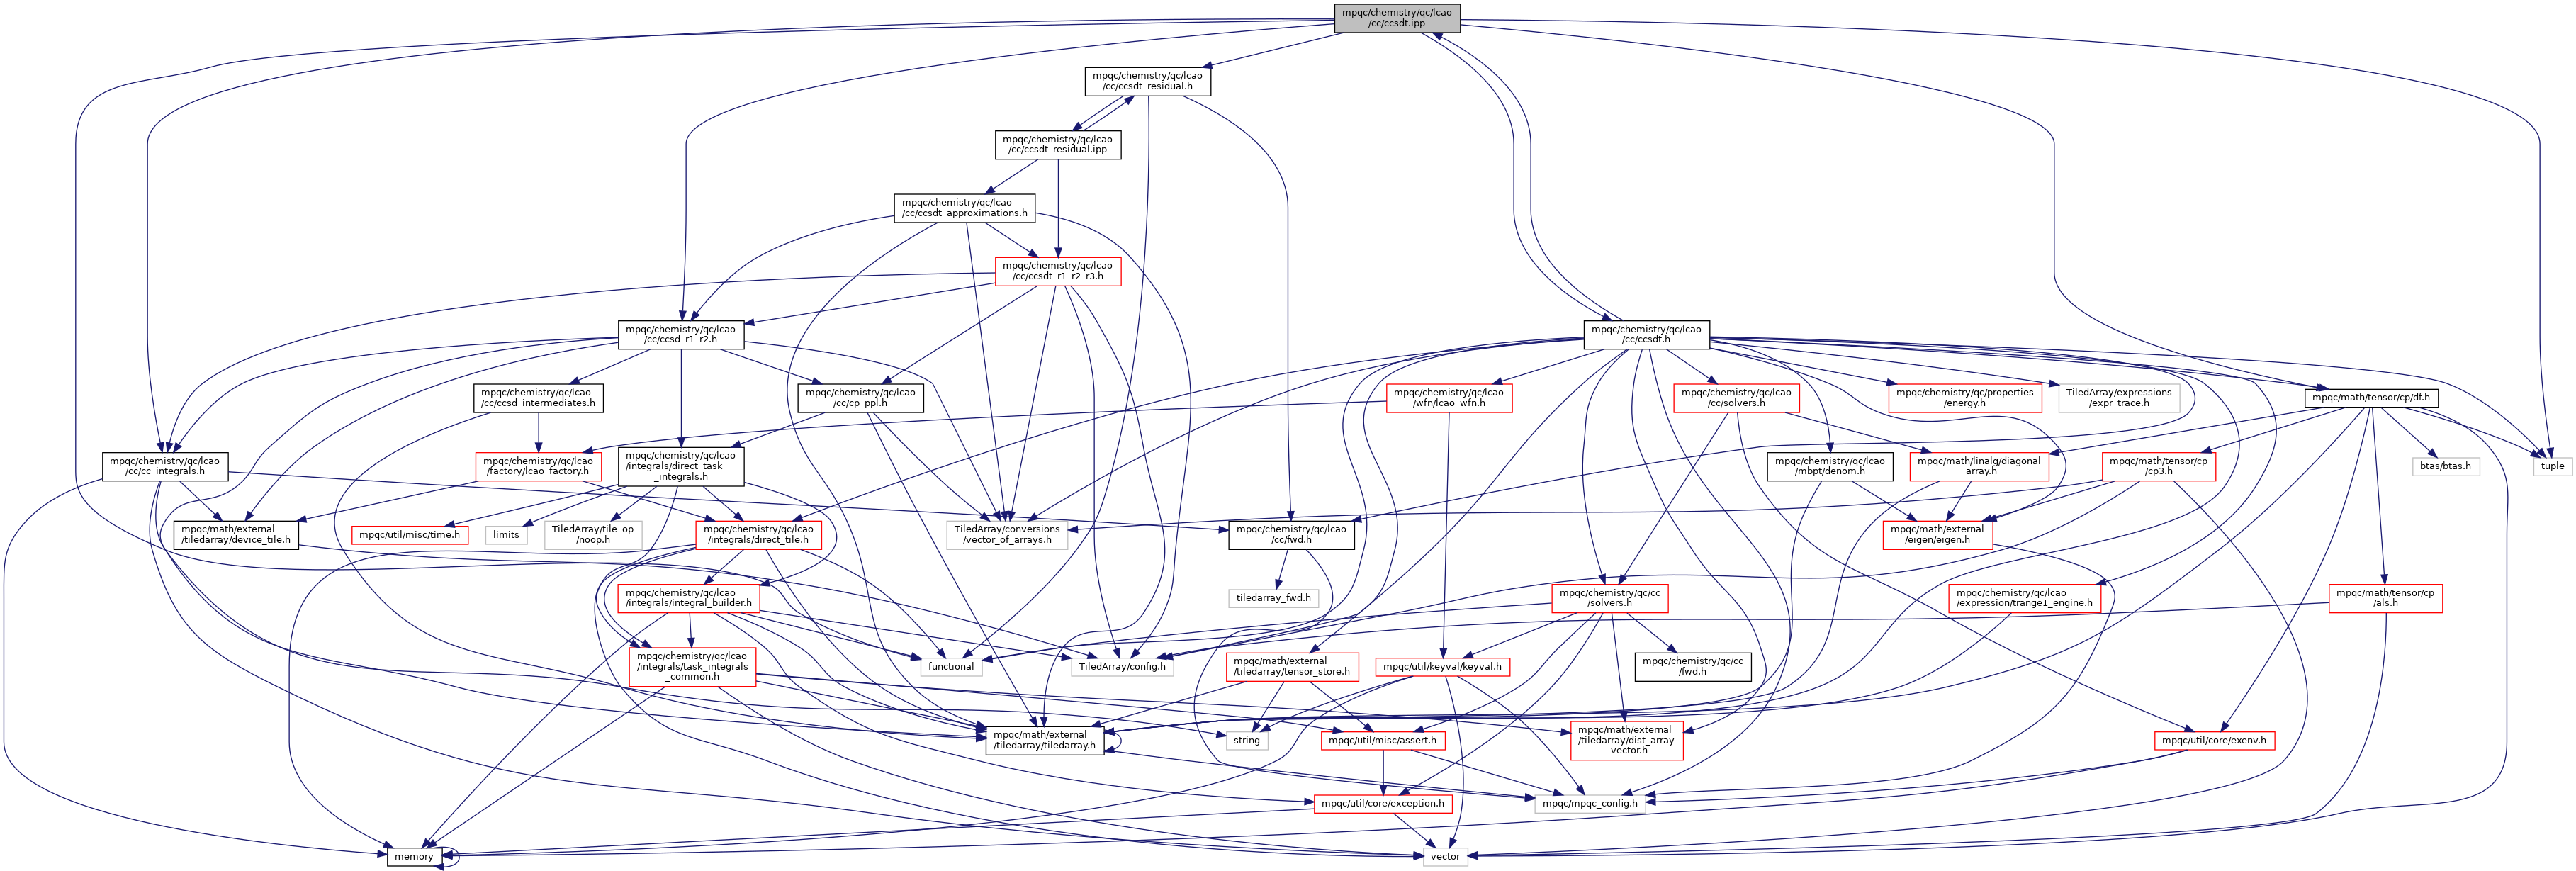 mpqc/chemistry/qc/lcao
/cc/ccsdt.ipp
mpqc/chemistry/qc/lcao
/cc/ccsdt_residual.h
mpqc/chemistry/qc/lcao
/cc/ccsdt_residual.ipp
mpqc/chemistry/qc/lcao
/cc/ccsdt_approximations.h
mpqc/chemistry/qc/lcao
/cc/ccsdt_r1_r2_r3.h
mpqc/chemistry/qc/lcao
/cc/ccsd_r1_r2.h
mpqc/chemistry/qc/lcao
/cc/ccsdt.h
mpqc/chemistry/qc/lcao
/cc/ccsd_intermediates.h
mpqc/chemistry/qc/lcao
/cc/cp_ppl.h
mpqc/chemistry/qc/lcao
/wfn/lcao_wfn.h
mpqc/chemistry/qc/lcao
/cc/solvers.h
mpqc/chemistry/qc/properties
/energy.h
TiledArray/expressions
/expr_trace.h
mpqc/math/tensor/cp/df.h
mpqc/chemistry/qc/lcao
/cc/cc_integrals.h
mpqc/chemistry/qc/lcao
/factory/lcao_factory.h
mpqc/chemistry/qc/lcao
/integrals/direct_task
_integrals.h
mpqc/chemistry/qc/lcao
/mbpt/denom.h
mpqc/math/linalg/diagonal
_array.h
mpqc/math/tensor/cp
/cp3.h
btas/btas.h
tuple
mpqc/math/external
/tiledarray/device_tile.h
mpqc/util/misc/time.h
limits
TiledArray/tile_op
/noop.h
mpqc/chemistry/qc/lcao
/integrals/direct_tile.h
TiledArray/conversions
/vector_of_arrays.h
mpqc/chemistry/qc/lcao
/cc/fwd.h
mpqc/math/external
/eigen/eigen.h
mpqc/chemistry/qc/lcao
/integrals/integral_builder.h
tiledarray_fwd.h
mpqc/chemistry/qc/cc
/solvers.h
mpqc/chemistry/qc/lcao
/expression/trange1_engine.h
mpqc/math/tensor/cp
/als.h
mpqc/chemistry/qc/lcao
/integrals/task_integrals
_common.h
functional
TiledArray/config.h
mpqc/math/external
/tiledarray/tensor_store.h
mpqc/util/keyval/keyval.h
mpqc/chemistry/qc/cc
/fwd.h
mpqc/math/external
/tiledarray/tiledarray.h
string
mpqc/util/misc/assert.h
mpqc/math/external
/tiledarray/dist_array
_vector.h
mpqc/util/core/exenv.h
mpqc/util/core/exception.h
mpqc/mpqc_config.h
memory
vector